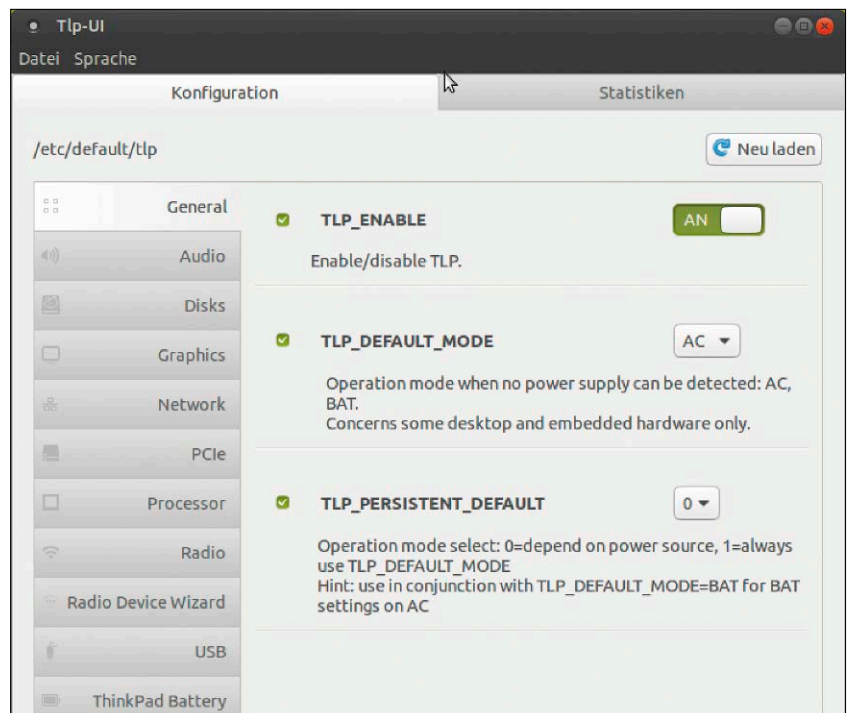 Tlp-UI
Datei Sprache
Konfiguration Statistiken
/etc/default/tlp Neu laden
General
Audio
Disks
Graphics
Network
PCIe
Processor
Radio
Radio Device Wizard
USB
ThinkPad Battery
TLP_ENABLE AN
Enable/disable TLP.
TLP_DEFAULT_MODE AC
Operation mode when no power supply can be detected: AC,
BAT.
Concerns some desktop and embedded hardware only.
TLP_PERSISTENT_DEFAULT 0
Operation mode select: 0=depend on power source, 1=always
use TLP_DEFAULT_MODE
Hint: use in conjunction with TLP_DEFAULT_MODE=BAT for BAT
settings on AC